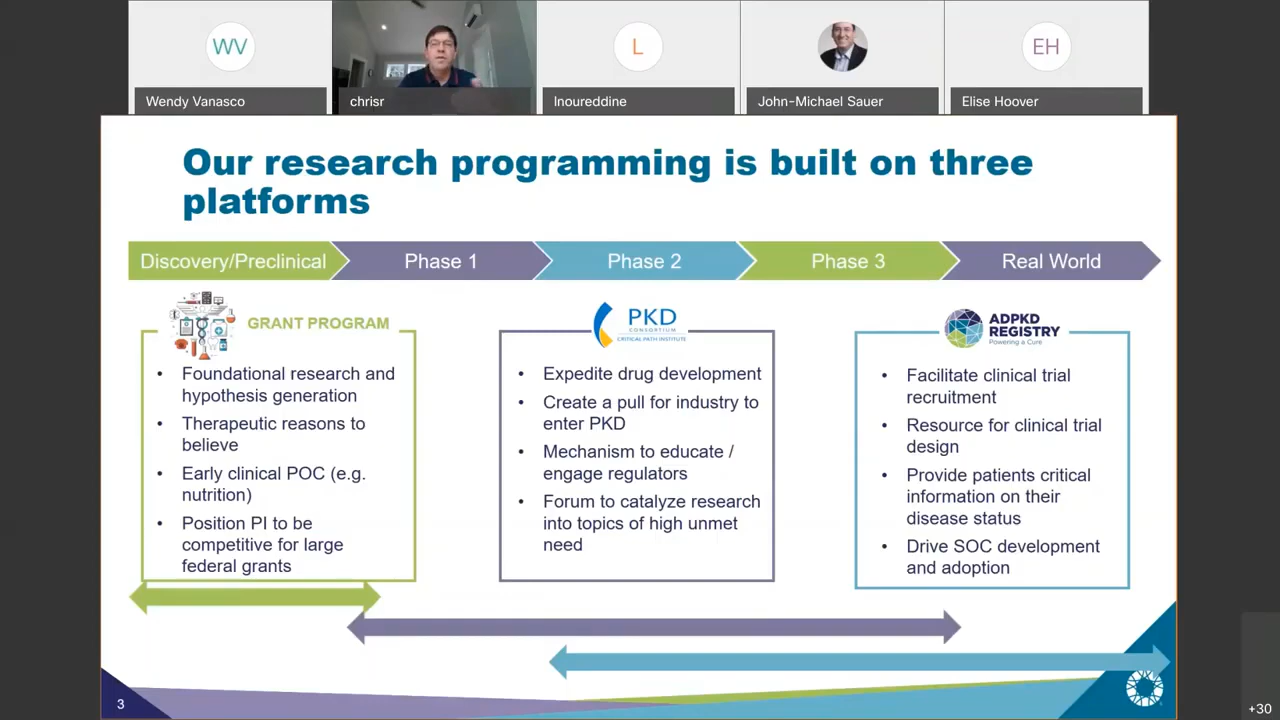 WV
L
EH
Wendy Vanasco
chrisr
lnoureddine
John-Michael Sauer
Elise Hoover
Our research programming is built on three
platforms
Discovery/Preclinical
Phase 1
Phase 2
Phase 3
Real World
GRANT PROGRAM
• Foundational research and
hypothesis generation
• Therapeutic reasons to
believe
• Early clinical POC (e.g.
nutrition)
• Position PI to be
competitive for large
federal grants
PKD
CONSORTIUM
CRITICAL PATH INSTITUTE
• Expedite drug development
• Create a pull for industry to
enter PKD
• Mechanism to educate /
engage regulators
• Forum to catalyze research
into topics of high unmet
need
ADPKD
REGISTRY
Powering a Cure
• Facilitate clinical trial
recruitment
• Resource for clinical trial
design
• Provide patients critical
information on their
disease status
• Drive SOC development
and adoption
3
+30